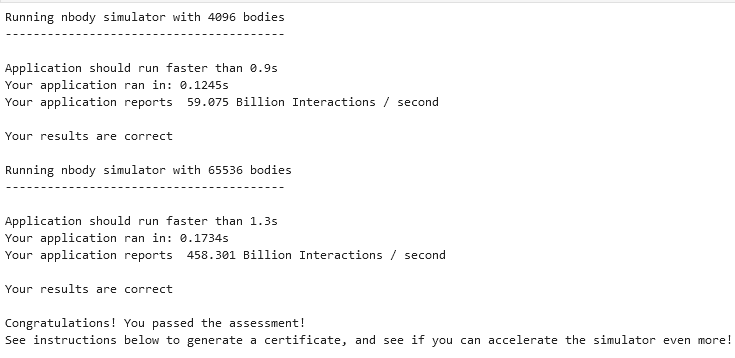 Running nbody simulator with 4096 bodies
----------------------------------------
Application should run faster than 0.9s
Your application ran in: 0.1245s
Your application reports  59.075 Billion Interactions / second
Your results are correct
Running nbody simulator with 65536 bodies
----------------------------------------
Application should run faster than 1.3s
Your application ran in: 0.1734s
Your application reports  458.301 Billion Interactions / second
Your results are correct
Congratulations! You passed the assessment!
See instructions below to generate a certificate, and see if you can accelerate the simulator even more!